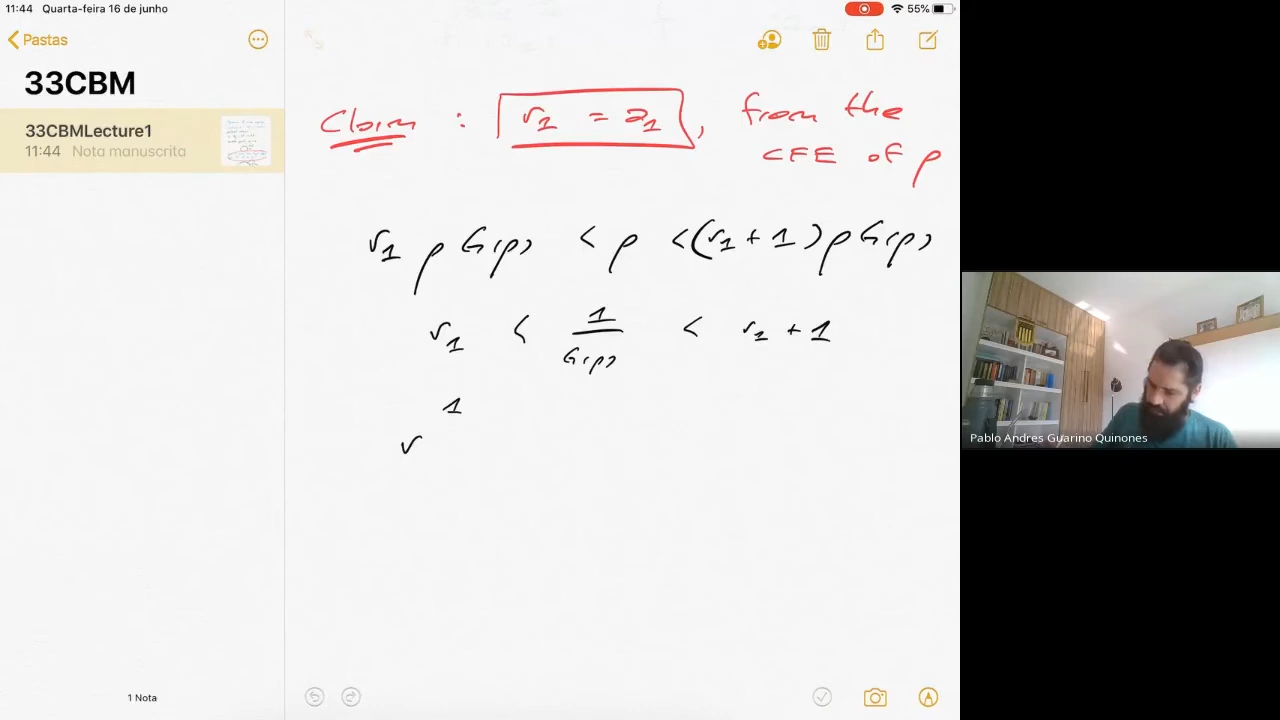 11:44 Quarta-feira 16 de junho
55%
Pastas
33CBM
33CBMLecture1
11:44 Nota manuscrita
1 Nota
Claim : r₁ = a₁, from the
CFE of ρ
r₁ ρ G(ρ) < ρ < (r₁ + 1) ρ G(ρ)
r₁ < 1/G(ρ) < r₁ + 1
1
r
Pablo Andres Guarino Quinones